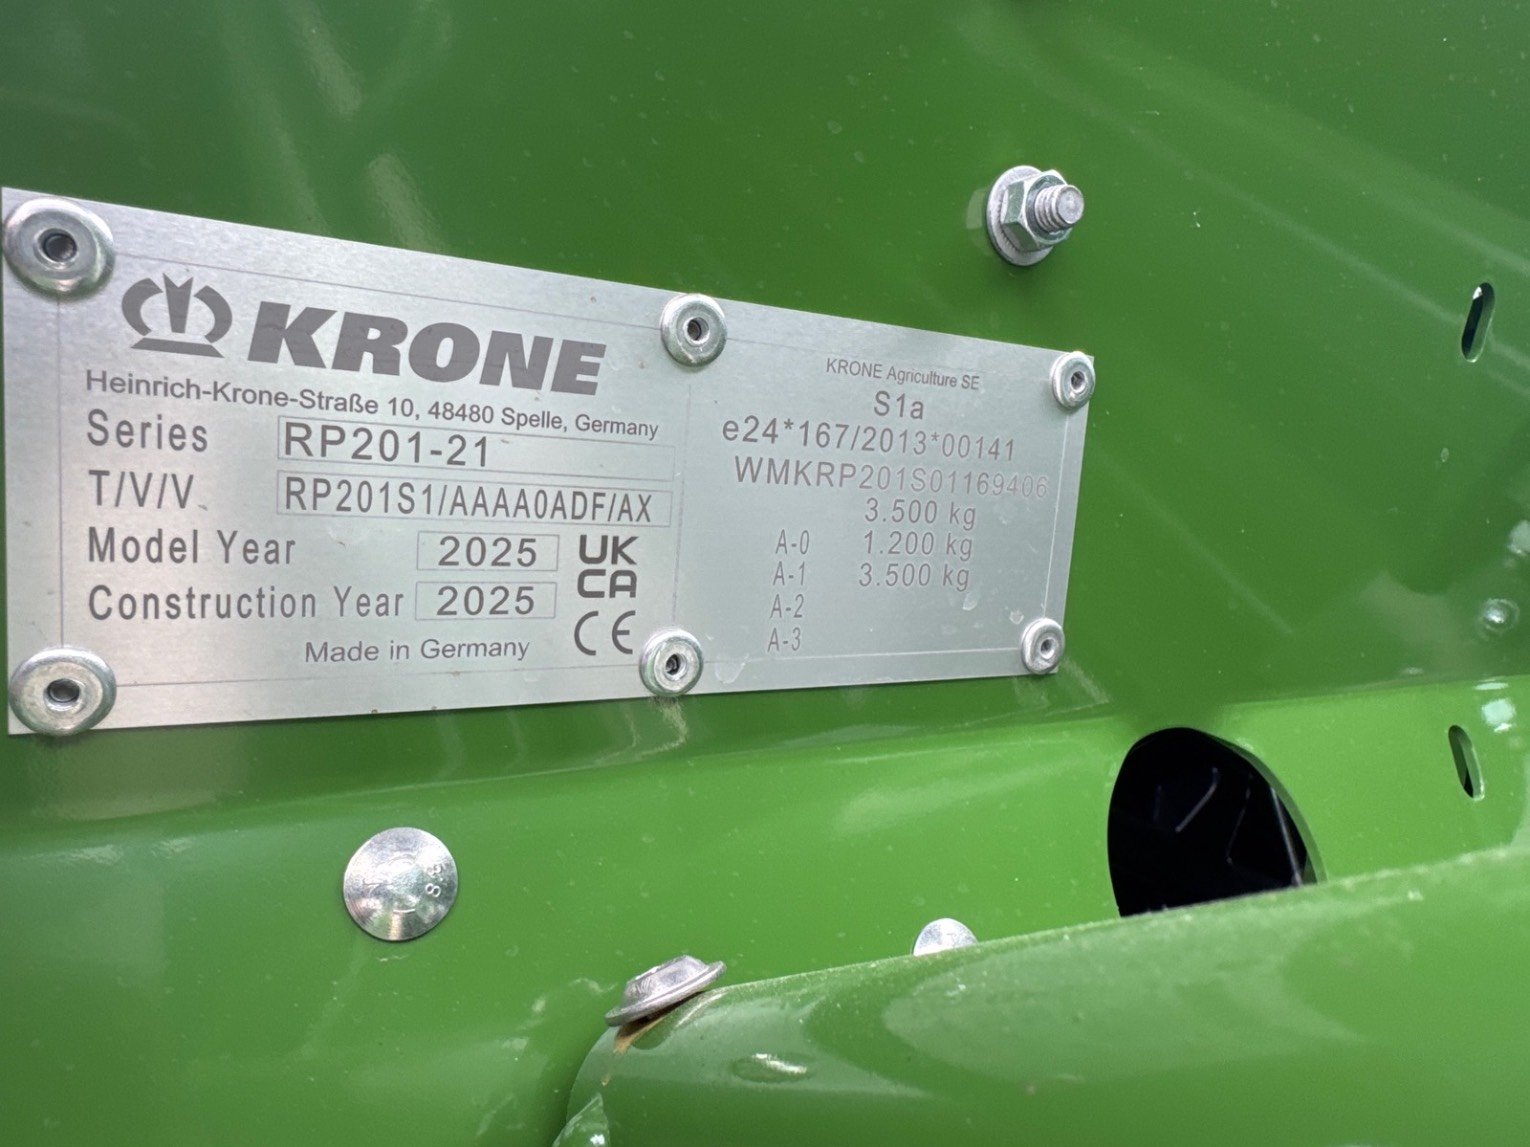 KRONE
Heinrich-Krone-Straße 10, 48480 Spelle, Germany
Series RP201-21
T/V/V RP201S1/AAAA0ADF/AX
Model Year 2025
Construction Year 2025
UK
CA
CE
Made in Germany
KRONE Agriculture SE
S1a
e24*167/2013*00141
WMKRP201S01169406
3.500 kg
A-0 1.200 kg
A-1 3.500 kg
A-2
A-3